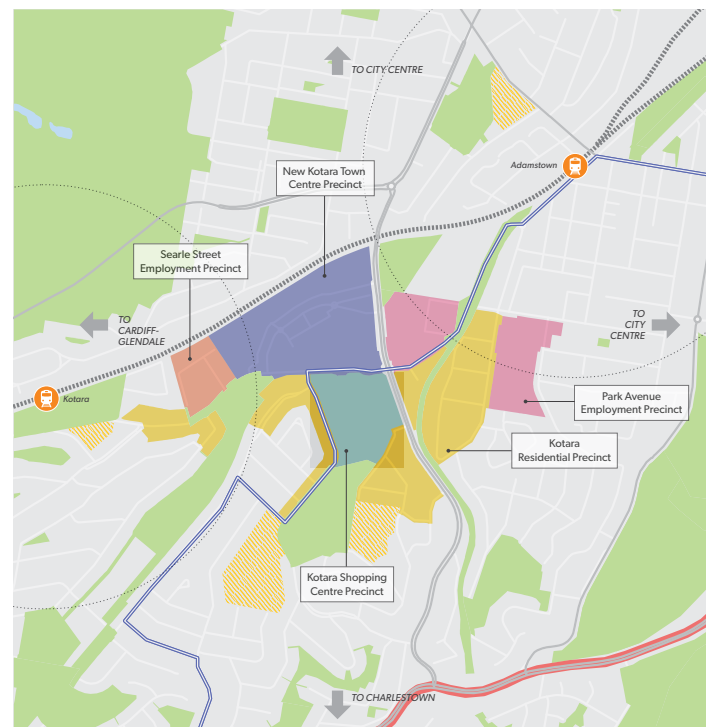 TO CITY CENTRE
Adamstown
New Kotara Town
Centre Precinct
Searle Street
Employment Precinct
TO
CARDIFF-
GLENDALE
TO
CITY
CENTRE
Kotara
Park Avenue
Employment Precinct
Kotara
Residential Precinct
Kotara Shopping
Centre Precinct
TO CHARLESTOWN